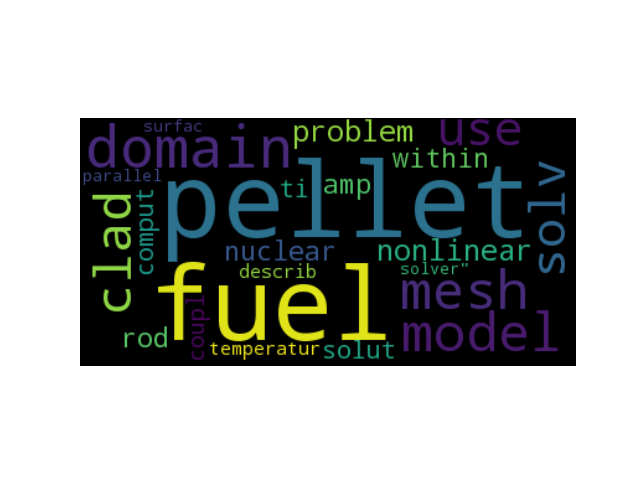 surfac
problem
use
domain
within
parallel
pellet
ti
amp
solv
clad
comput
nuclear
nonlinear
describ
solver"
fuel
mesh
model
coupl
rod
temperatur
solut